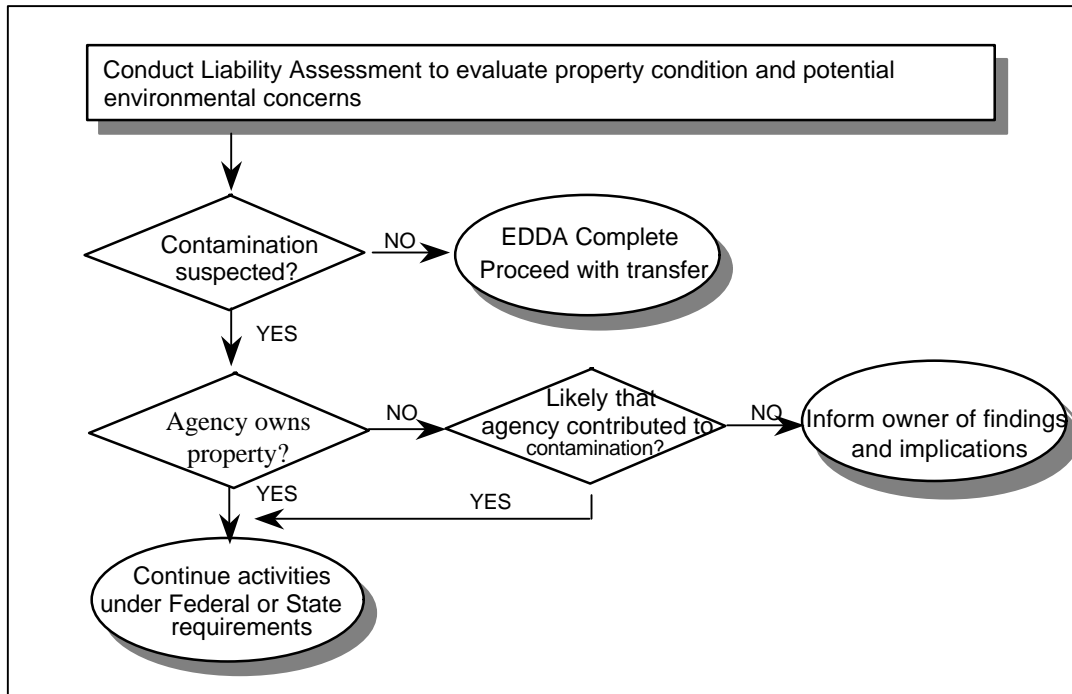 Conduct Liability Assessment to evaluate property condition and potential
environmental concerns
Contamination
suspected?
NO
EDDA Complete
Proceed with transfer
YES
Agency owns
property?
NO
Likely that
agency contributed to
contamination?
NO
Inform owner of findings
and implications
YES
YES
Continue activities
under Federal or State
requirements